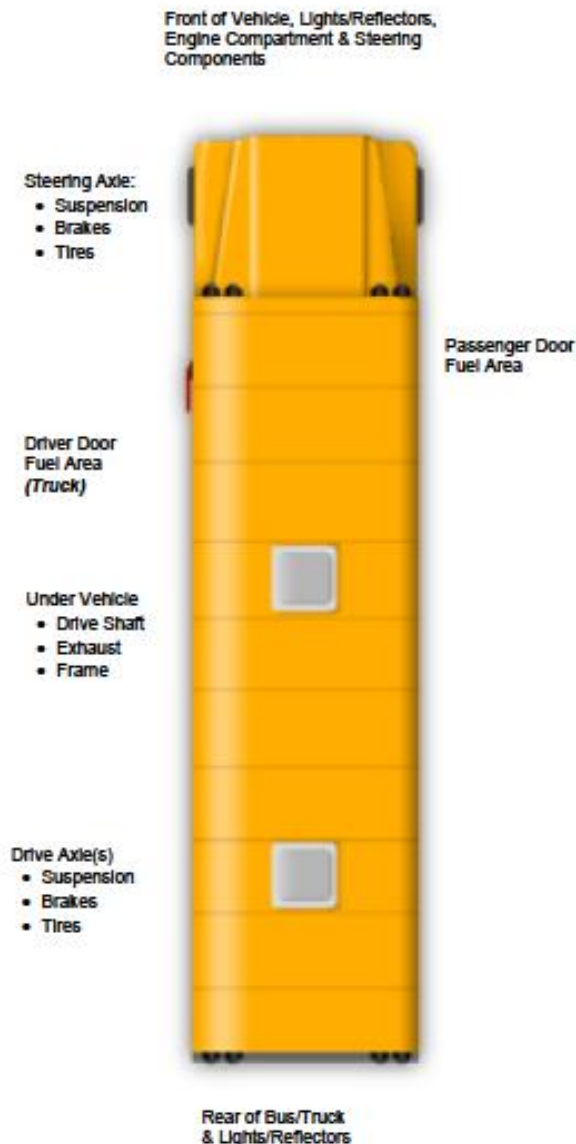 Front of Vehicle, Lights/Reflectors,
Engine Compartment & Steering
Components
Steering Axle:
• Suspension
• Brakes
• Tires
Passenger Door
Fuel Area
Driver Door
Fuel Area
(Truck)
Under Vehicle
• Drive Shaft
• Exhaust
• Frame
Drive Axle(s)
• Suspension
• Brakes
• Tires
Rear of Bus/Truck
& Lights/Reflectors